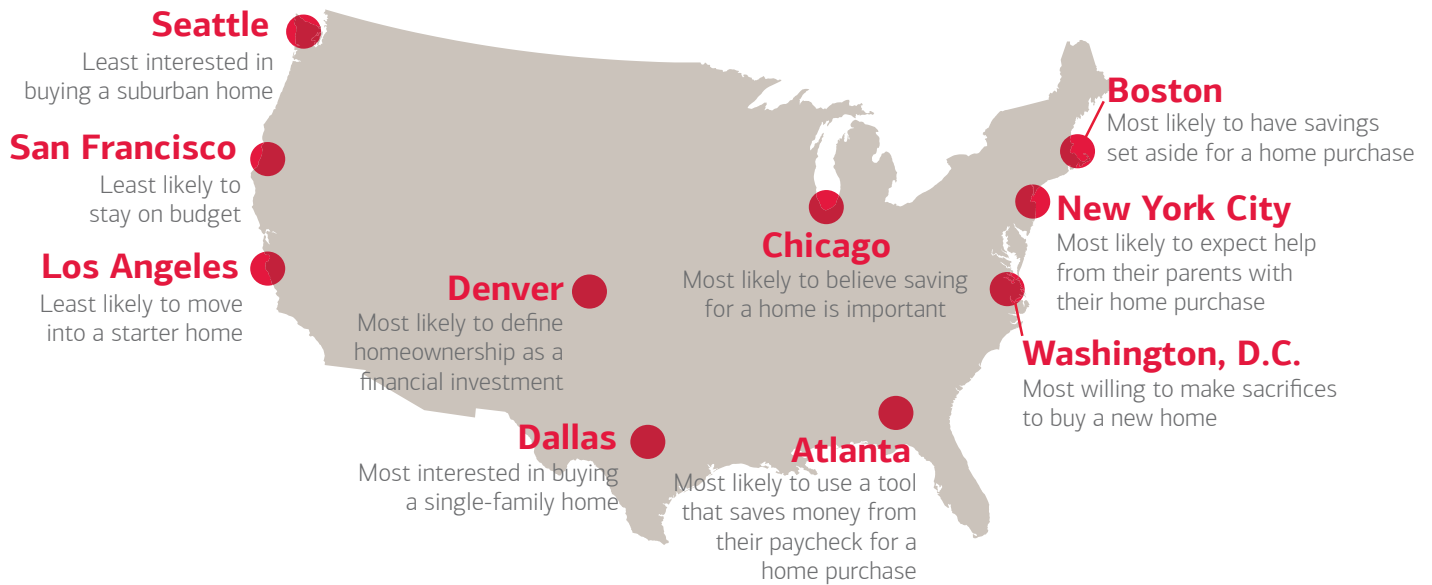 Seattle
Least interested in
buying a suburban home
San Francisco
Least likely to
stay on budget
Los Angeles
Least likely to move
into a starter home
Denver
Most likely to define
homeownership as a
financial investment
Dallas
Most interested in buying
a single-family home
Chicago
Most likely to believe saving
for a home is important
Atlanta
Most likely to use a tool
that saves money from
their paycheck for a
home purchase
Boston
Most likely to have savings
set aside for a home purchase
New York City
Most likely to expect help
from their parents with
their home purchase
Washington, D.C.
Most willing to make sacrifices
to buy a new home